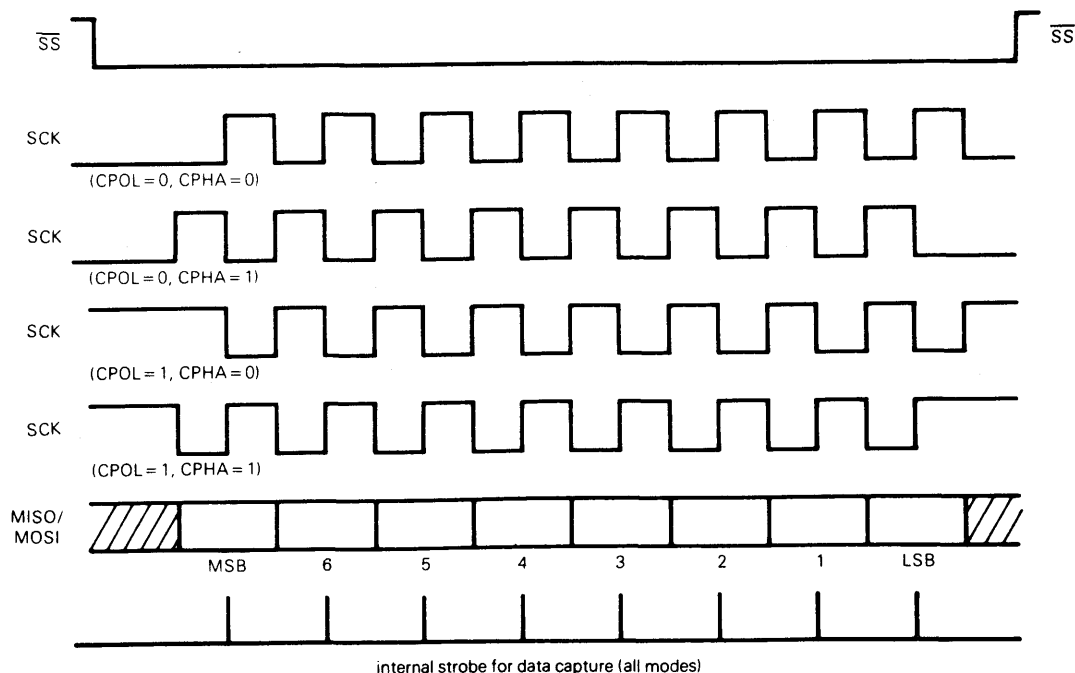 SS SS
SCK
(CPOL=0, CPHA=0)
SCK
(CPOL=0, CPHA=1)
SCK
(CPOL=1, CPHA=0)
SCK
(CPOL=1, CPHA=1)
MISO/
MOSI
MSB 6 5 4 3 2 1 LSB
internal strobe for data capture (all modes)